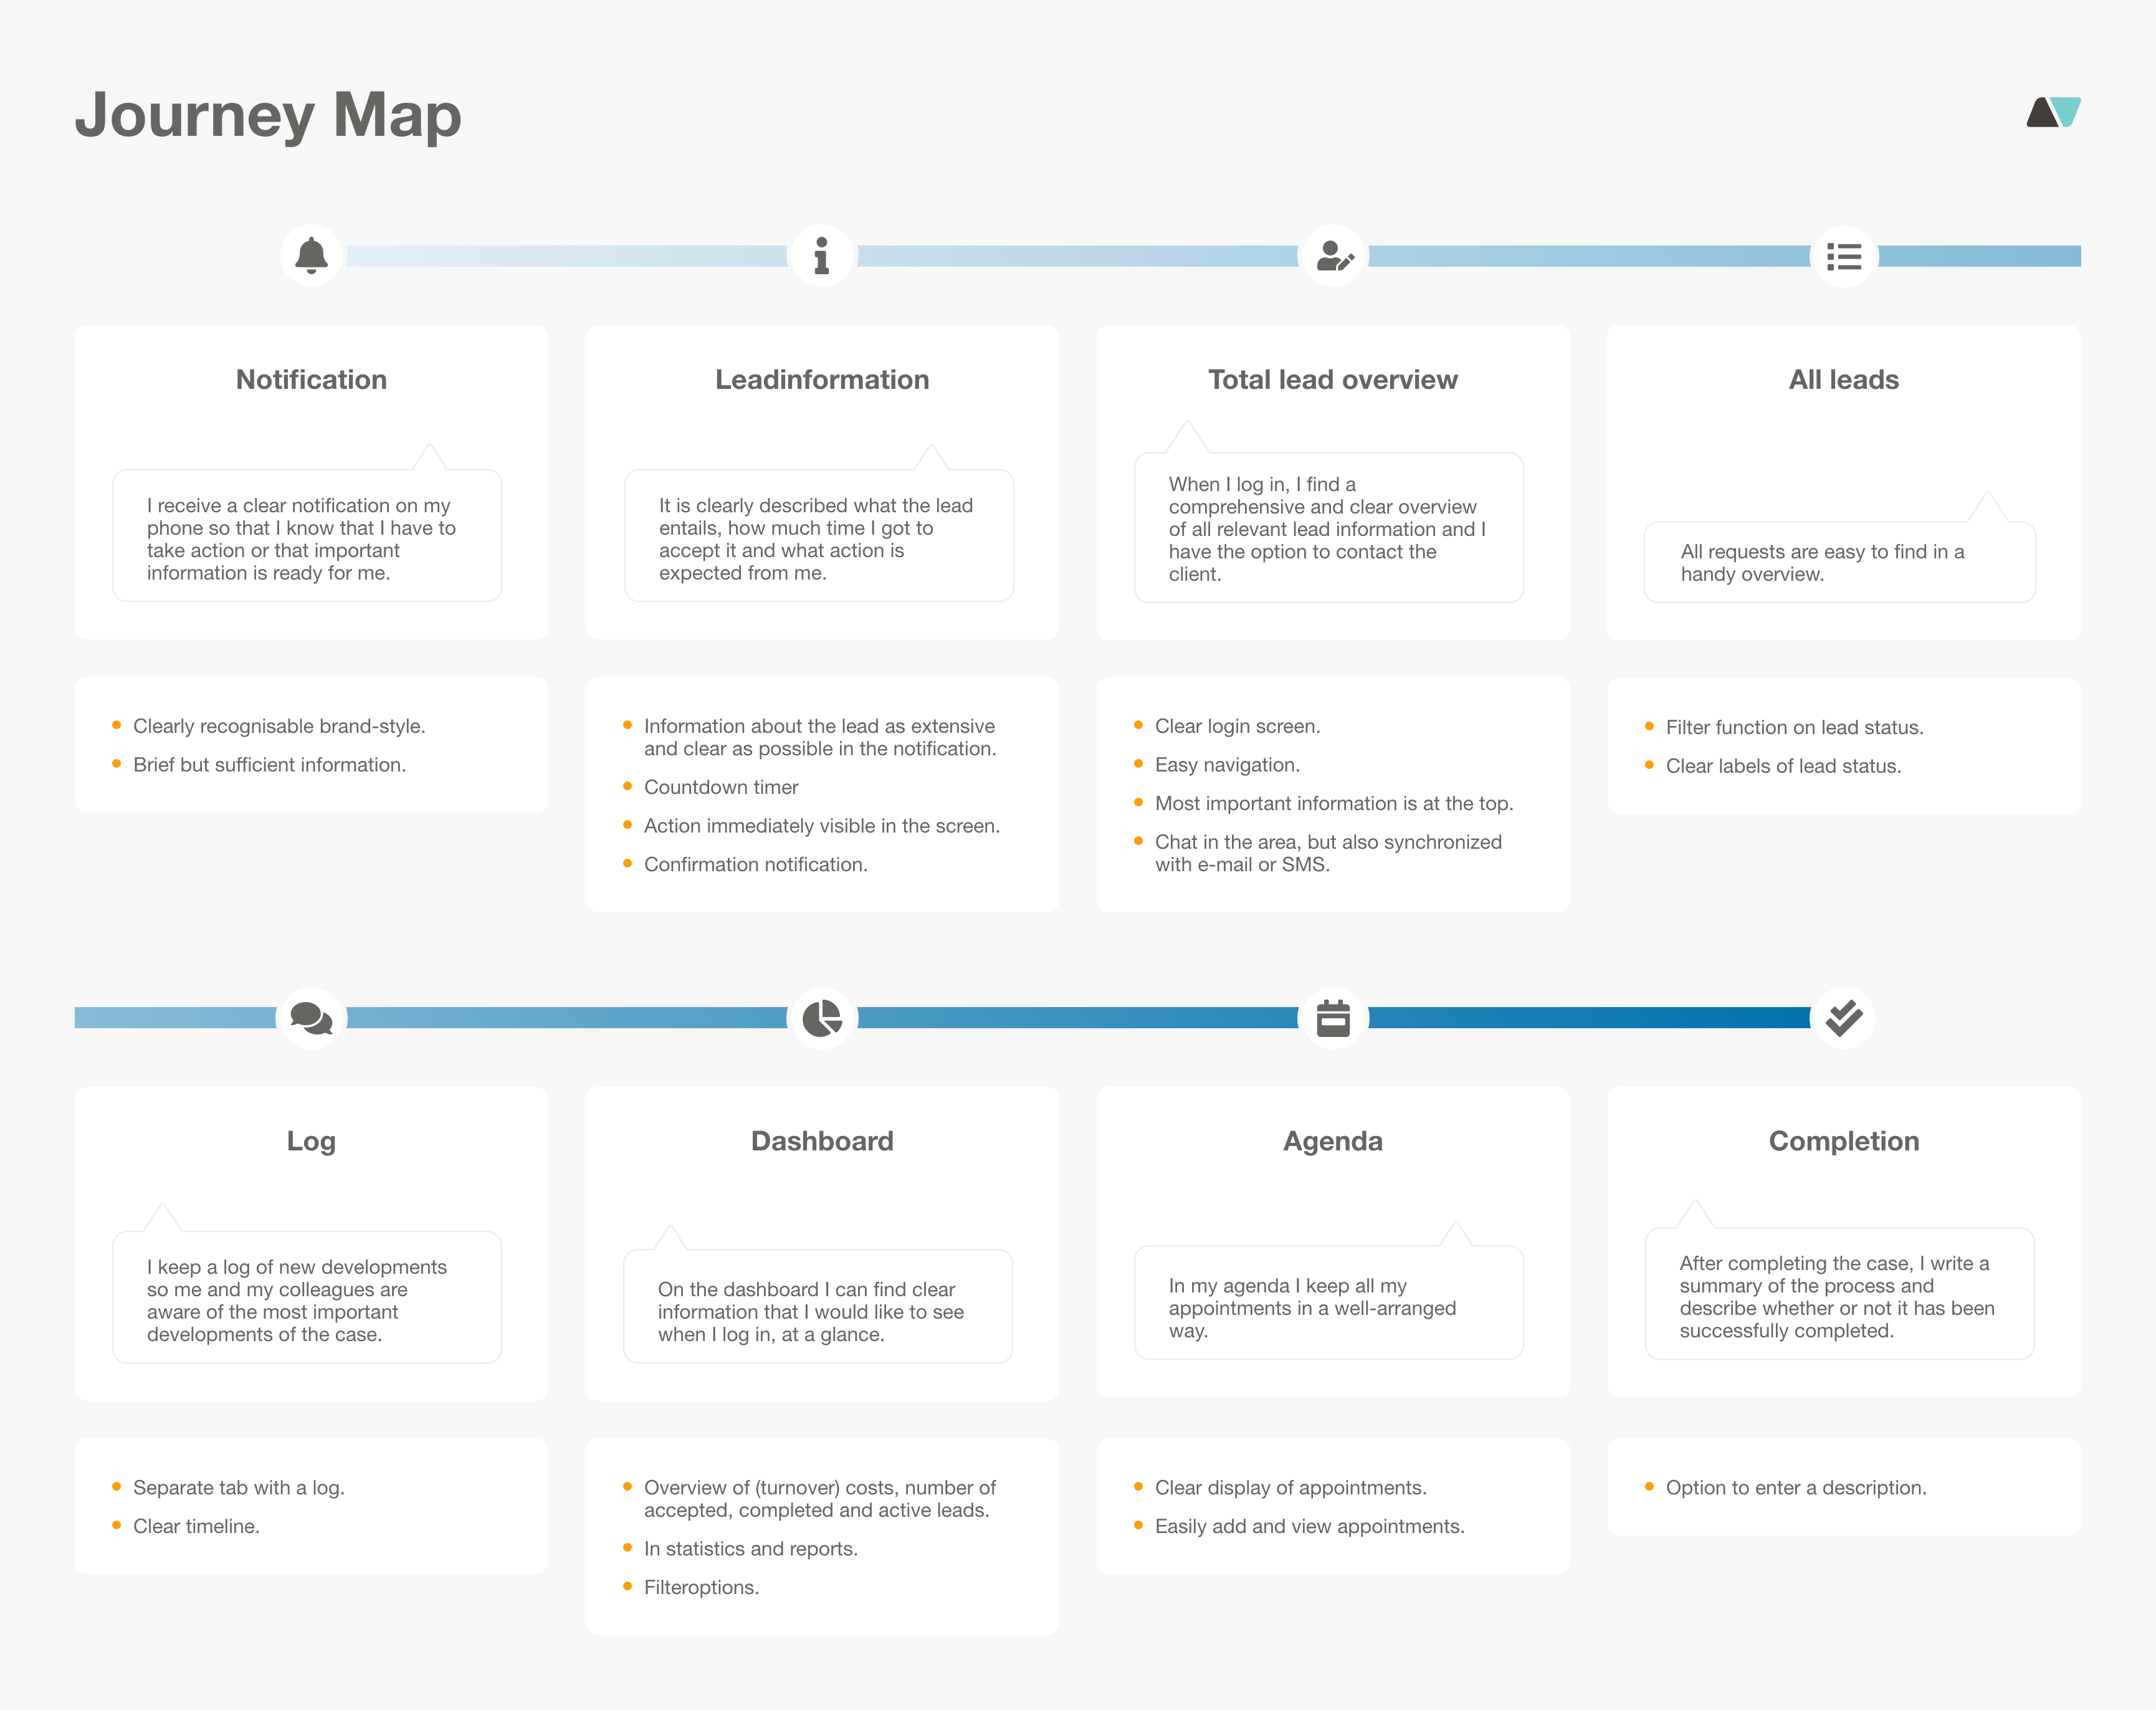 Journey Map
Notification
I receive a clear notification on my
phone so that I know that I have to
take action or that important
information is ready for me.
Clearly recognisable brand-style.
Brief but sufficient information.
Leadinformation
It is clearly described what the lead
entails, how much time I got to
accept it and what action is
expected from me.
Information about the lead as extensive
and clear as possible in the notification.
Countdown timer
Action immediately visible in the screen.
Confirmation notification.
Total lead overview
When I log in, I find a
comprehensive and clear overview
of all relevant lead information and I
have the option to contact the
client.
Clear login screen.
Easy navigation.
Most important information is at the top.
Chat in the area, but also synchronized
with e-mail or SMS.
All leads
All requests are easy to find in a
handy overview.
Filter function on lead status.
Clear labels of lead status.
Log
I keep a log of new developments
so me and my colleagues are
aware of the most important
developments of the case.
Separate tab with a log.
Clear timeline.
Dashboard
On the dashboard I can find clear
information that I would like to see
when I log in, at a glance.
Overview of (turnover) costs, number of
accepted, completed and active leads.
In statistics and reports.
Filteroptions.
Agenda
In my agenda I keep all my
appointments in a well-arranged
way.
Clear display of appointments.
Easily add and view appointments.
Completion
After completing the case, I write a
summary of the process and
describe whether or not it has been
successfully completed.
Option to enter a description.